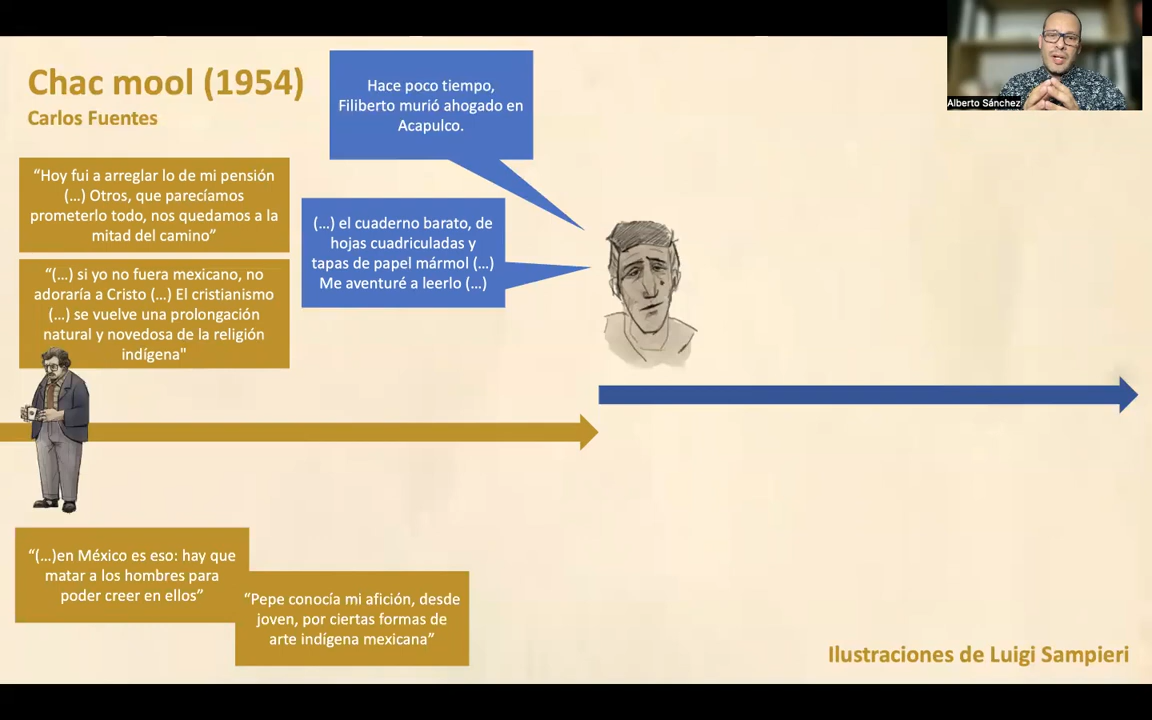 Chac mool (1954)
Carlos Fuentes
“Hoy fui a arreglar lo de mi pensión
(…) Otros, que parecíamos
prometerlo todo, nos quedamos a la
mitad del camino”
“(…) si yo no fuera mexicano, no
adoraría a Cristo (…) El cristianismo
(…) se vuelve una prolongación
natural y novedosa de la religión
indígena"
Hace poco tiempo,
Filiberto murió ahogado en
Acapulco.
(…) el cuaderno barato, de
hojas cuadriculadas y
tapas de papel mármol (…)
Me aventuré a leerlo (…)
Alberto Sánchez
“(…)en México es eso: hay que
matar a los hombres para
poder creer en ellos”
“Pepe conocía mi afición, desde
joven, por ciertas formas de
arte indígena mexicana”
Ilustraciones de Luigi Sampieri